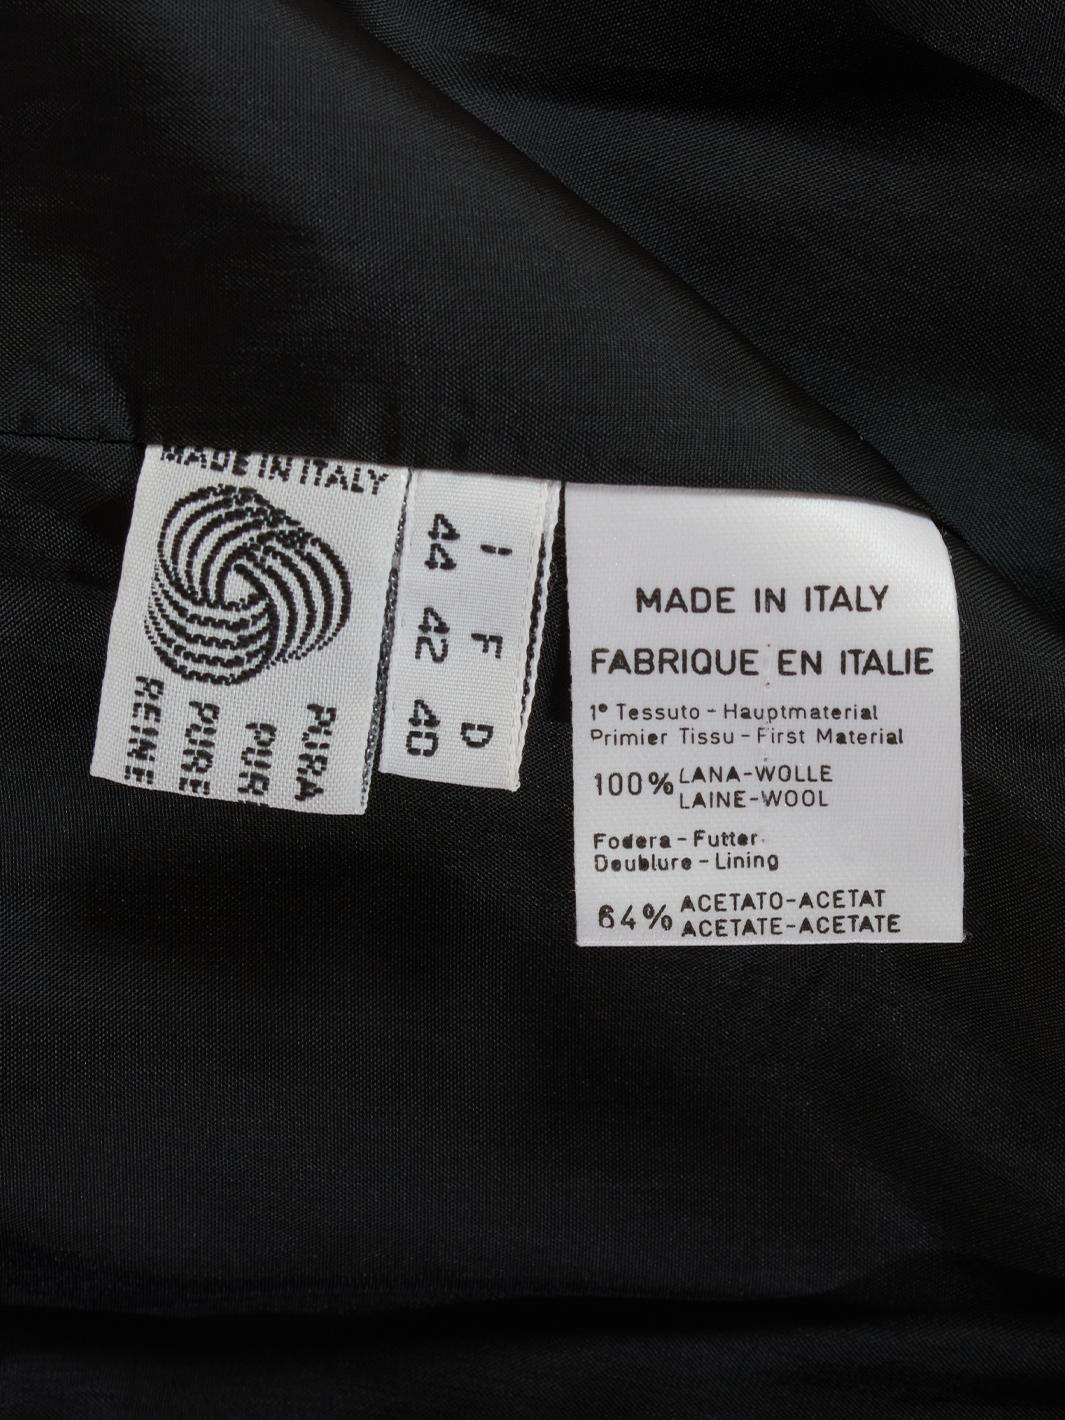 MADE IN ITALY
PURA
PURE
REINE
I F D
44 42 40
MADE IN ITALY
FABRIQUE EN ITALIE
1° Tessuto - Hauptmaterial
Primier Tissu - First Material
100% LANA-WOLLE
LAINE-WOOL
Fodera - Futter
Doublure - Lining
64% ACETATO-ACETAT
ACETATE-ACETATE